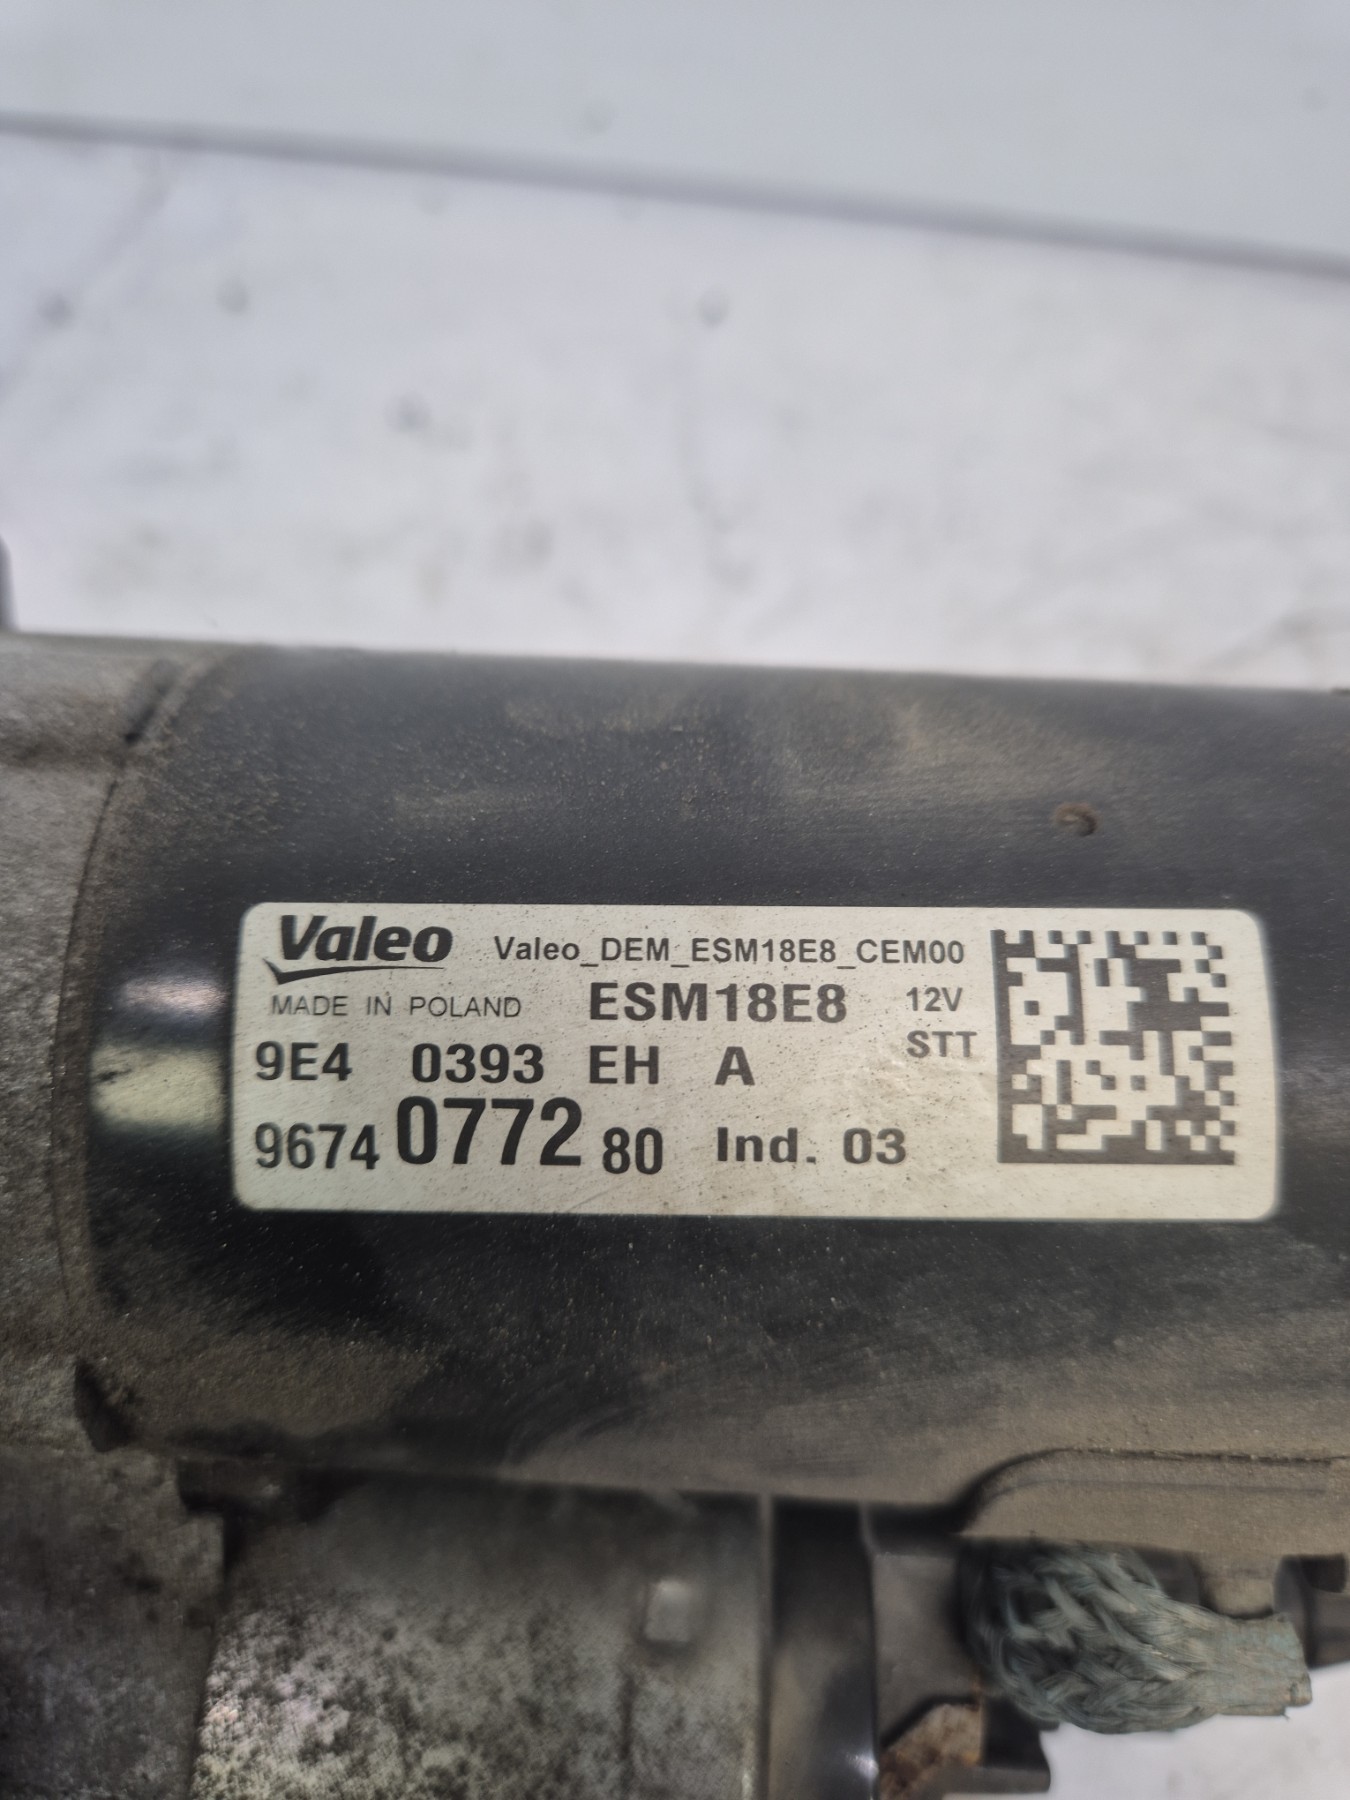 Valeo Valeo_DEM_ESM18E8_CEM00
MADE IN POLAND ESM18E8 12V
STT
9E4 0393 EH A
9674 0772 80 Ind. 03